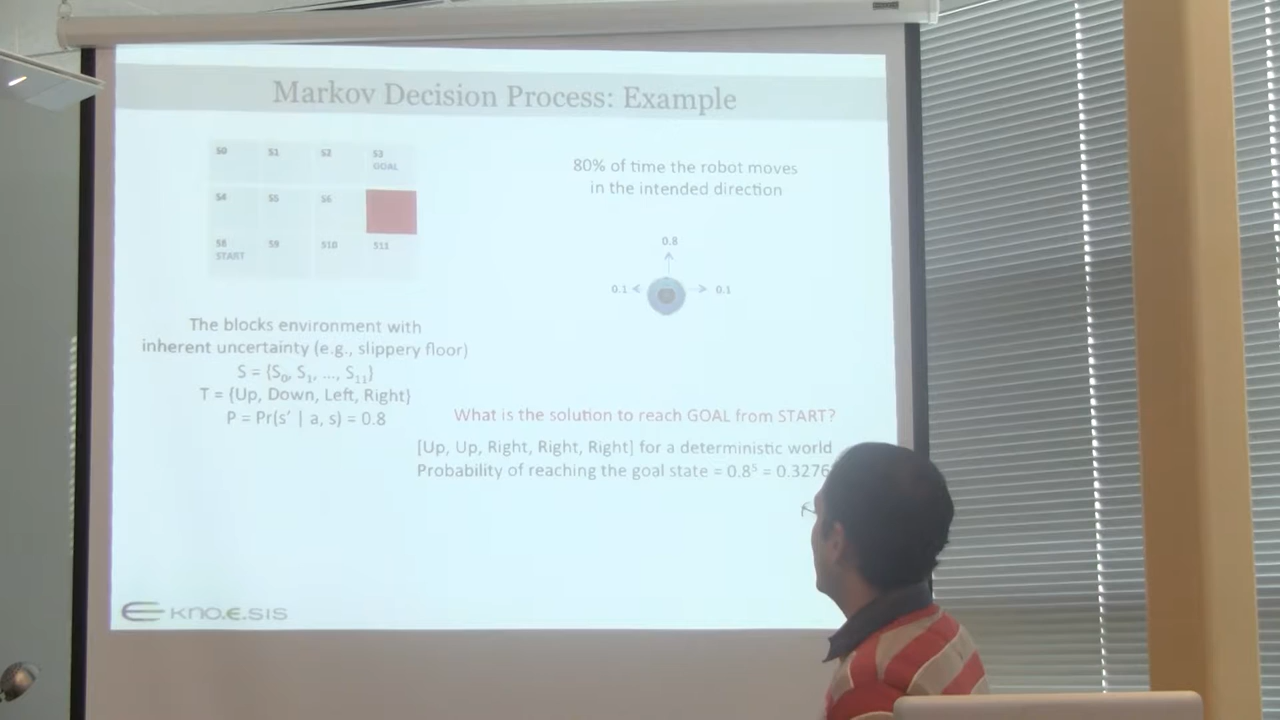 Markov Decision Process: Example
S0 S1 S2 S3
GOAL
S4 S5 S6
S8 S9 S10 S11
START
80% of time the robot moves
in the intended direction
0.8
0.1 0.1
The blocks environment with
inherent uncertainty (e.g., slippery floor)
S = {S0, S1, ..., S11}
T = {Up, Down, Left, Right}
P = Pr(s' | a, s) = 0.8
What is the solution to reach GOAL from START?
[Up, Up, Right, Right, Right] for a deterministic world
Probability of reaching the goal state = 0.8⁵ = 0.3276
KNO.E.SIS